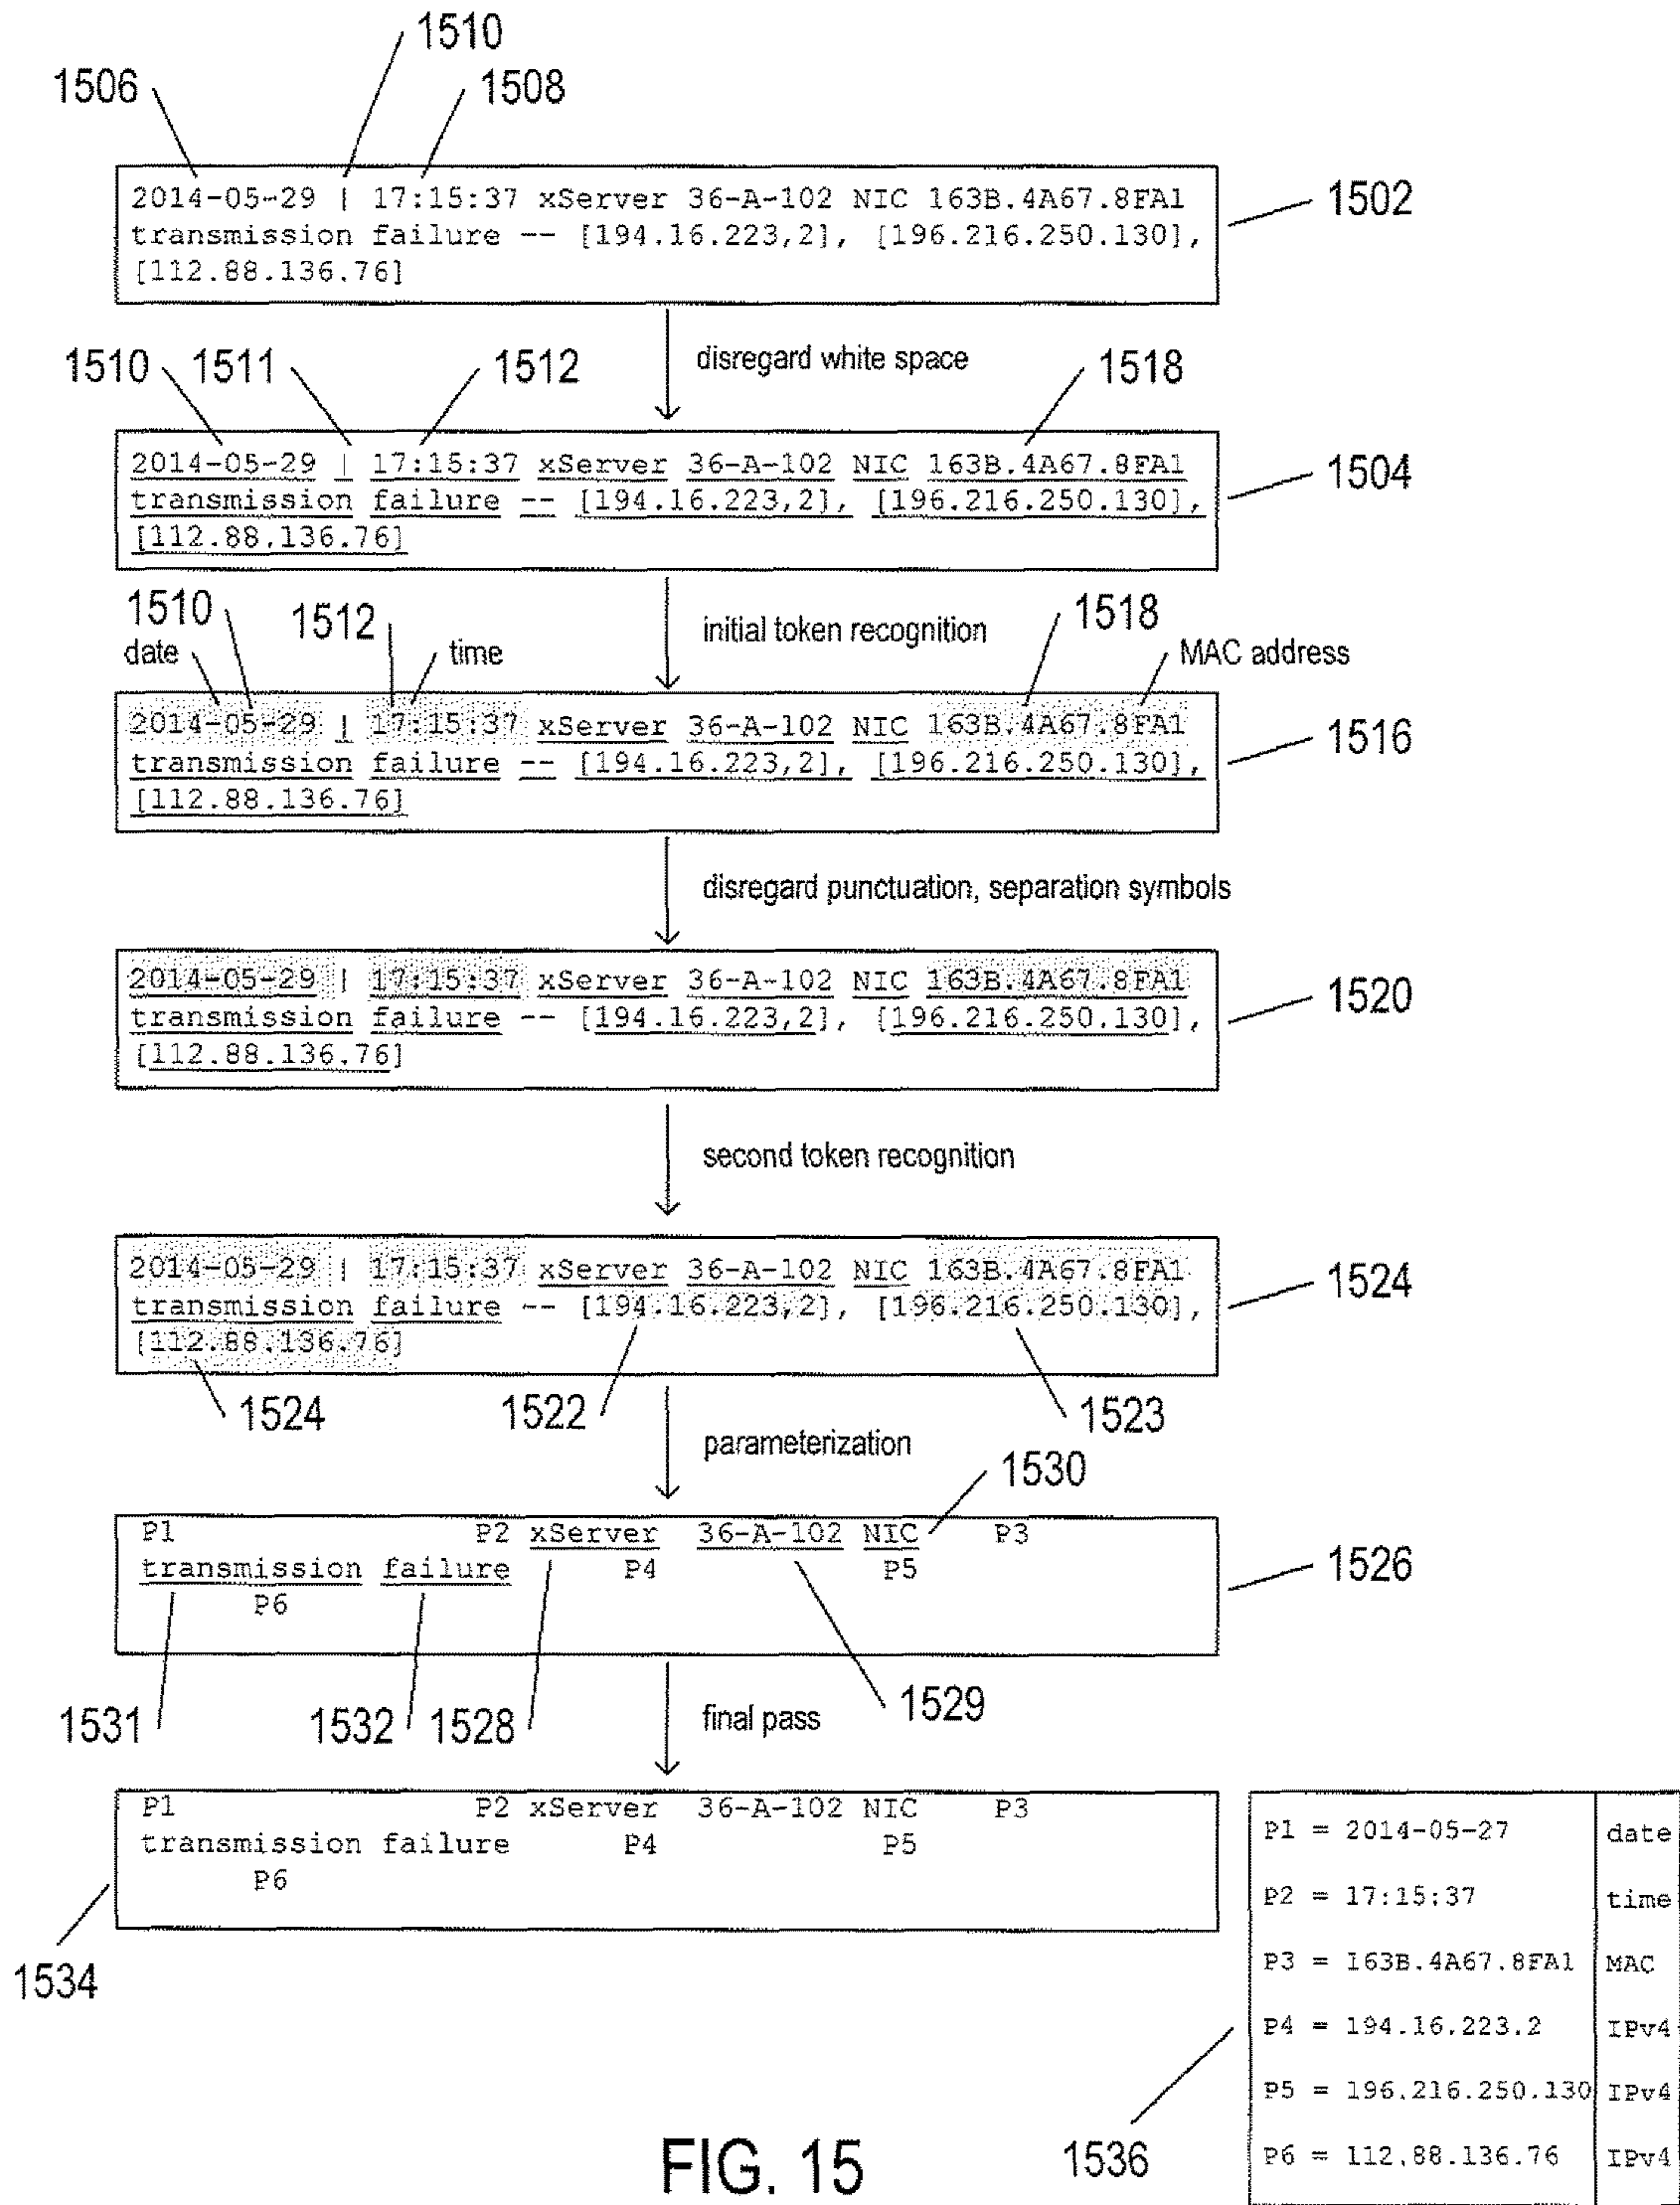 1510
1506 1508
2014-05-29 | 17:15:37 xServer 36-A-102 NIC 163B.4A67.8FA1
transmission failure -- [194.16.223,2], [196.216.250.130],
[112.88.136.76]
1502
disregard white space
1510 1511 1512 1518
2014-05-29 | 17:15:37 xServer 36-A-102 NIC 163B.4A67.8FA1
transmission failure -- [194.16.223,2], [196.216.250.130],
[112.88.136.76]
1504
initial token recognition
1510 1512 1518
date time MAC address
2014-05-29 | 17:15:37 xServer 36-A-102 NIC 163B.4A67.8FA1
transmission failure -- [194.16.223,2], [196.216.250.130],
[112.88.136.76]
1516
disregard punctuation, separation symbols
2014-05-29 | 17:15:37 xServer 36-A-102 NIC 163B.4A67.8FA1
transmission failure -- [194.16.223,2], [196.216.250.130],
[112.88.136.76]
1520
second token recognition
2014-05-29 | 17:15:37 xServer 36-A-102 NIC 163B.4A67.8FA1
transmission failure -- [194.16.223,2], [196.216.250.130],
[112.88.136.76]
1524
1524 1522 1523
parameterization
1530
P1 P2 xServer 36-A-102 NIC P3
transmission failure P4 P5
P6
1526
1531 1532 1528 1529
final pass
P1 P2 xServer 36-A-102 NIC P3
transmission failure P4 P5
P6
1534
P1 = 2014-05-27 date
P2 = 17:15:37 time
P3 = 163B.4A67.8FA1 MAC
P4 = 194.16.223.2 IPv4
P5 = 196.216.250.130 IPv4
P6 = 112.88.136.76 IPv4
1536
FIG. 15